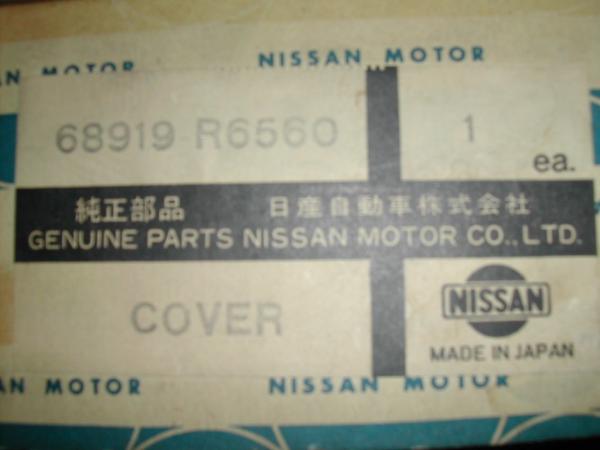 NISSAN MOTOR
N MOTOR
68919-R6560 1
ea.
純正部品 日産自動車株式会社
GENUINE PARTS NISSAN MOTOR CO., LTD.
COVER
NISSAN
MADE IN JAPAN
AN MOTOR NISSAN MOTOR